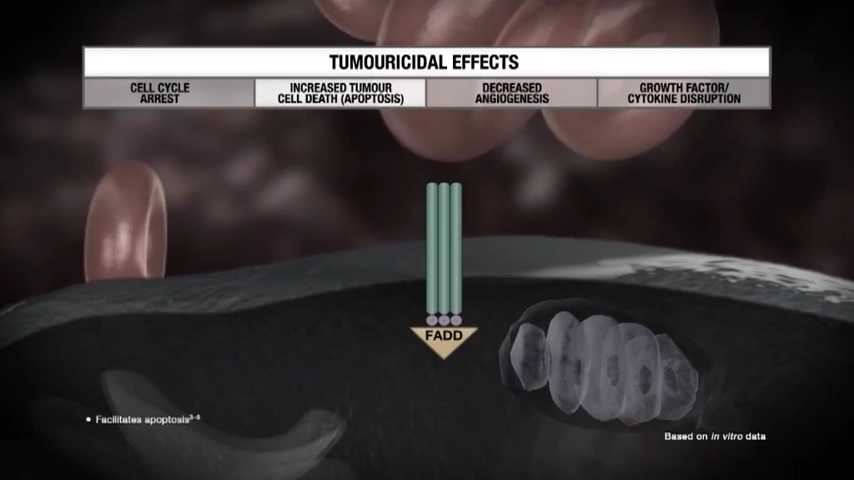 TUMOURICIDAL EFFECTS
CELL CYCLE
ARREST
INCREASED TUMOUR
CELL DEATH (APOPTOSIS)
DECREASED
ANGIOGENESIS
GROWTH FACTOR/
CYTOKINE DISRUPTION
FADD
• Facilitates apoptosis
Based on in vitro data